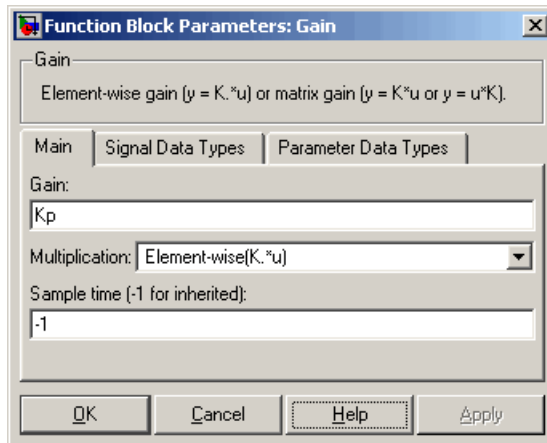 Function Block Parameters: Gain
Gain
Element-wise gain (y = K.*u) or matrix gain (y = K*u or y = u*K).
Main Signal Data Types Parameter Data Types
Gain:
Kp
Multiplication: Element-wise(K.*u)
Sample time (-1 for inherited):
-1
OK Cancel Help Apply